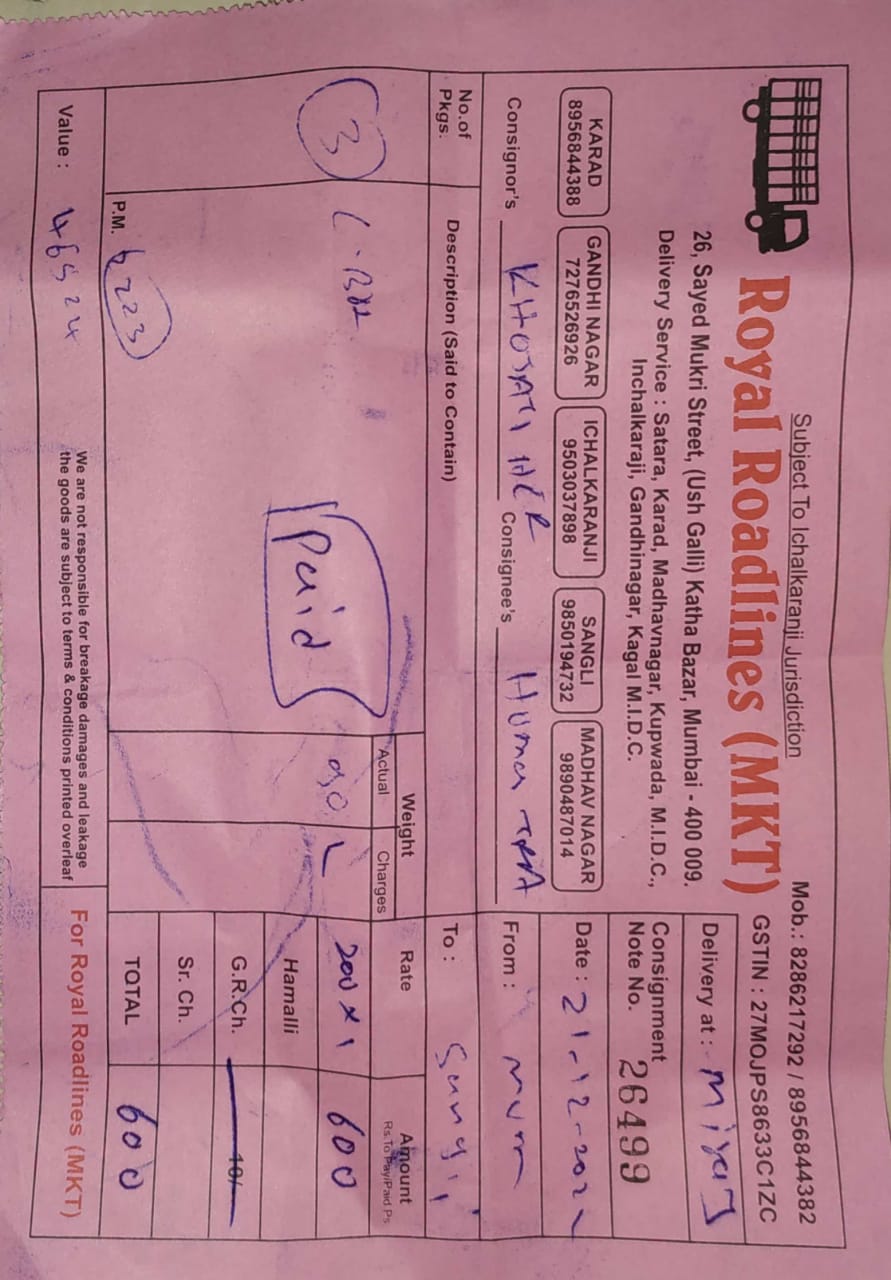 Subject To Ichalkaranji Jurisdiction
Mob.: 8286217292 / 8956844382
Royal Roadlines (MKT)
GSTIN : 27MOJPS8633C1ZC
26, Sayed Mukri Street, (Ush Galli) Katha Bazar, Mumbai - 400 009.
Delivery Service : Satara, Karad, Madhavnagar, Kupwada, M.I.D.C.,
Inchalkaraji, Gandhinagar, Kagal M.I.D.C.
Delivery at : Miraj
Consignment
Note No. 26499
KARAD
8956844388
GANDHI NAGAR
7276526926
ICHALKARANJI
9503037898
SANGLI
9850194732
MADHAV NAGAR
9890487014
Date : 21-12-2022
Consignor's Consignee's
From : Mum
To :
No.of
Pkgs.
Description (Said to Contain)
Weight
Actual
Charges
Rate
Amount
Rs.To Pay/Paid.Ps
3
Paid
200 x 1
600
Hamalli
G.R.Ch. 10/-
Sr. Ch.
P.M. 6223
TOTAL 600
Value : 46524
We are not responsible for breakage damages and leakage
the goods are subject to terms & conditions printed overleaf
For Royal Roadlines (MKT)